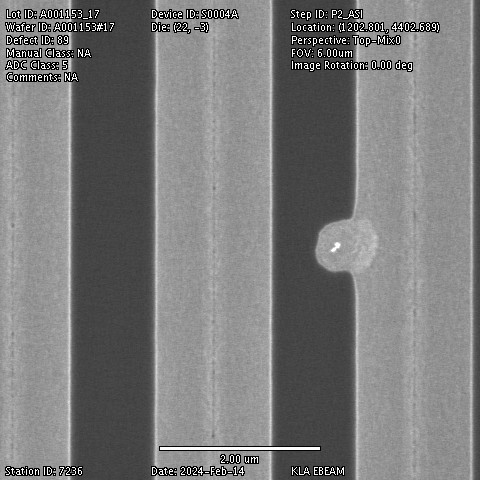 Lot ID: A001153_17
Wafer ID: A001153#17
Defect ID: 89
Manual Class: NA
ADC Class: 5
Comments: NA
Device ID: S0004A
Die: (22, -3)
Step ID: P2_ASI
Location: (1202.801, 4402.689)
Perspective: Top-Mix0
FOV: 6.00um
Image Rotation: 0.00 deg
2.00 um
Station ID: 7236
Date: 2024-Feb-14
KLA EBEAM